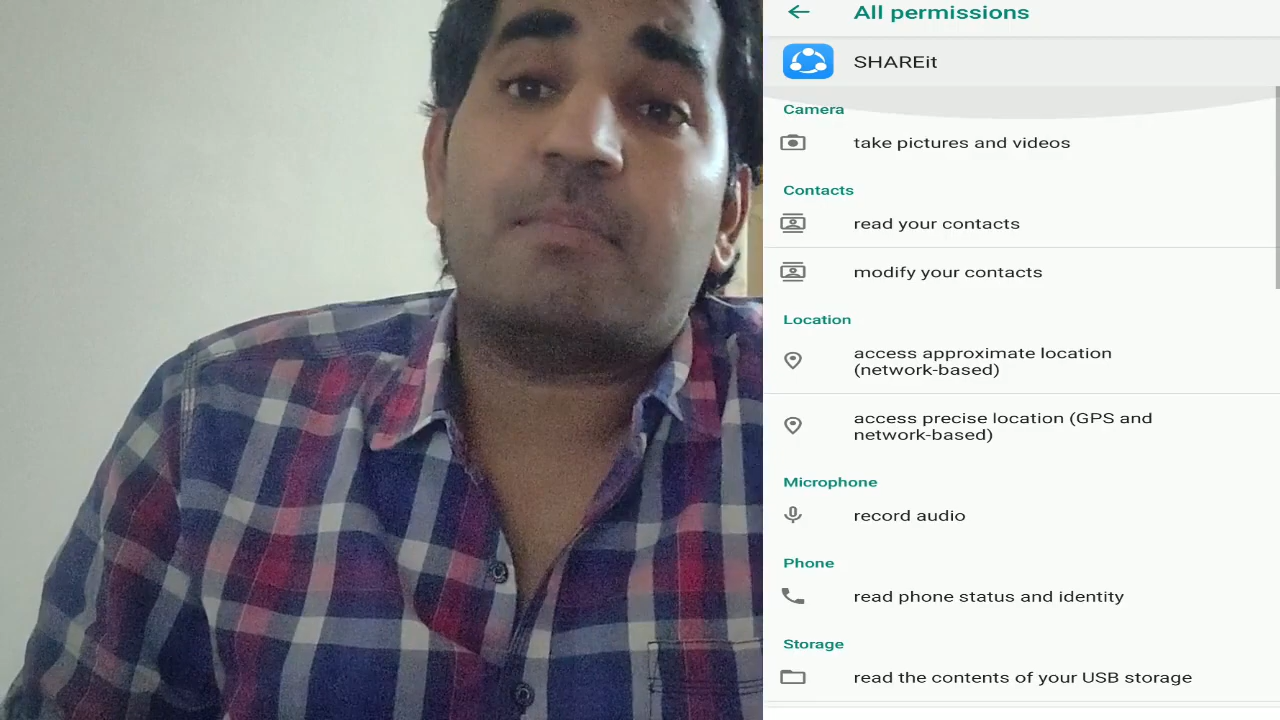 All permissions
SHAREit
Camera
take pictures and videos
Contacts
read your contacts
modify your contacts
Location
access approximate location
(network-based)
access precise location (GPS and
network-based)
Microphone
record audio
Phone
read phone status and identity
Storage
read the contents of your USB storage